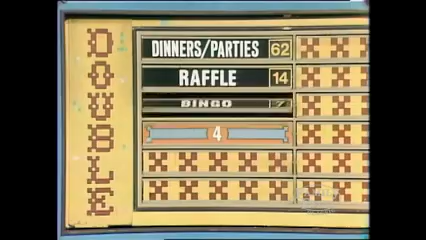 DOUBLE
DINNERS/PARTIES 62
RAFFLE 14
BINGO 7
4